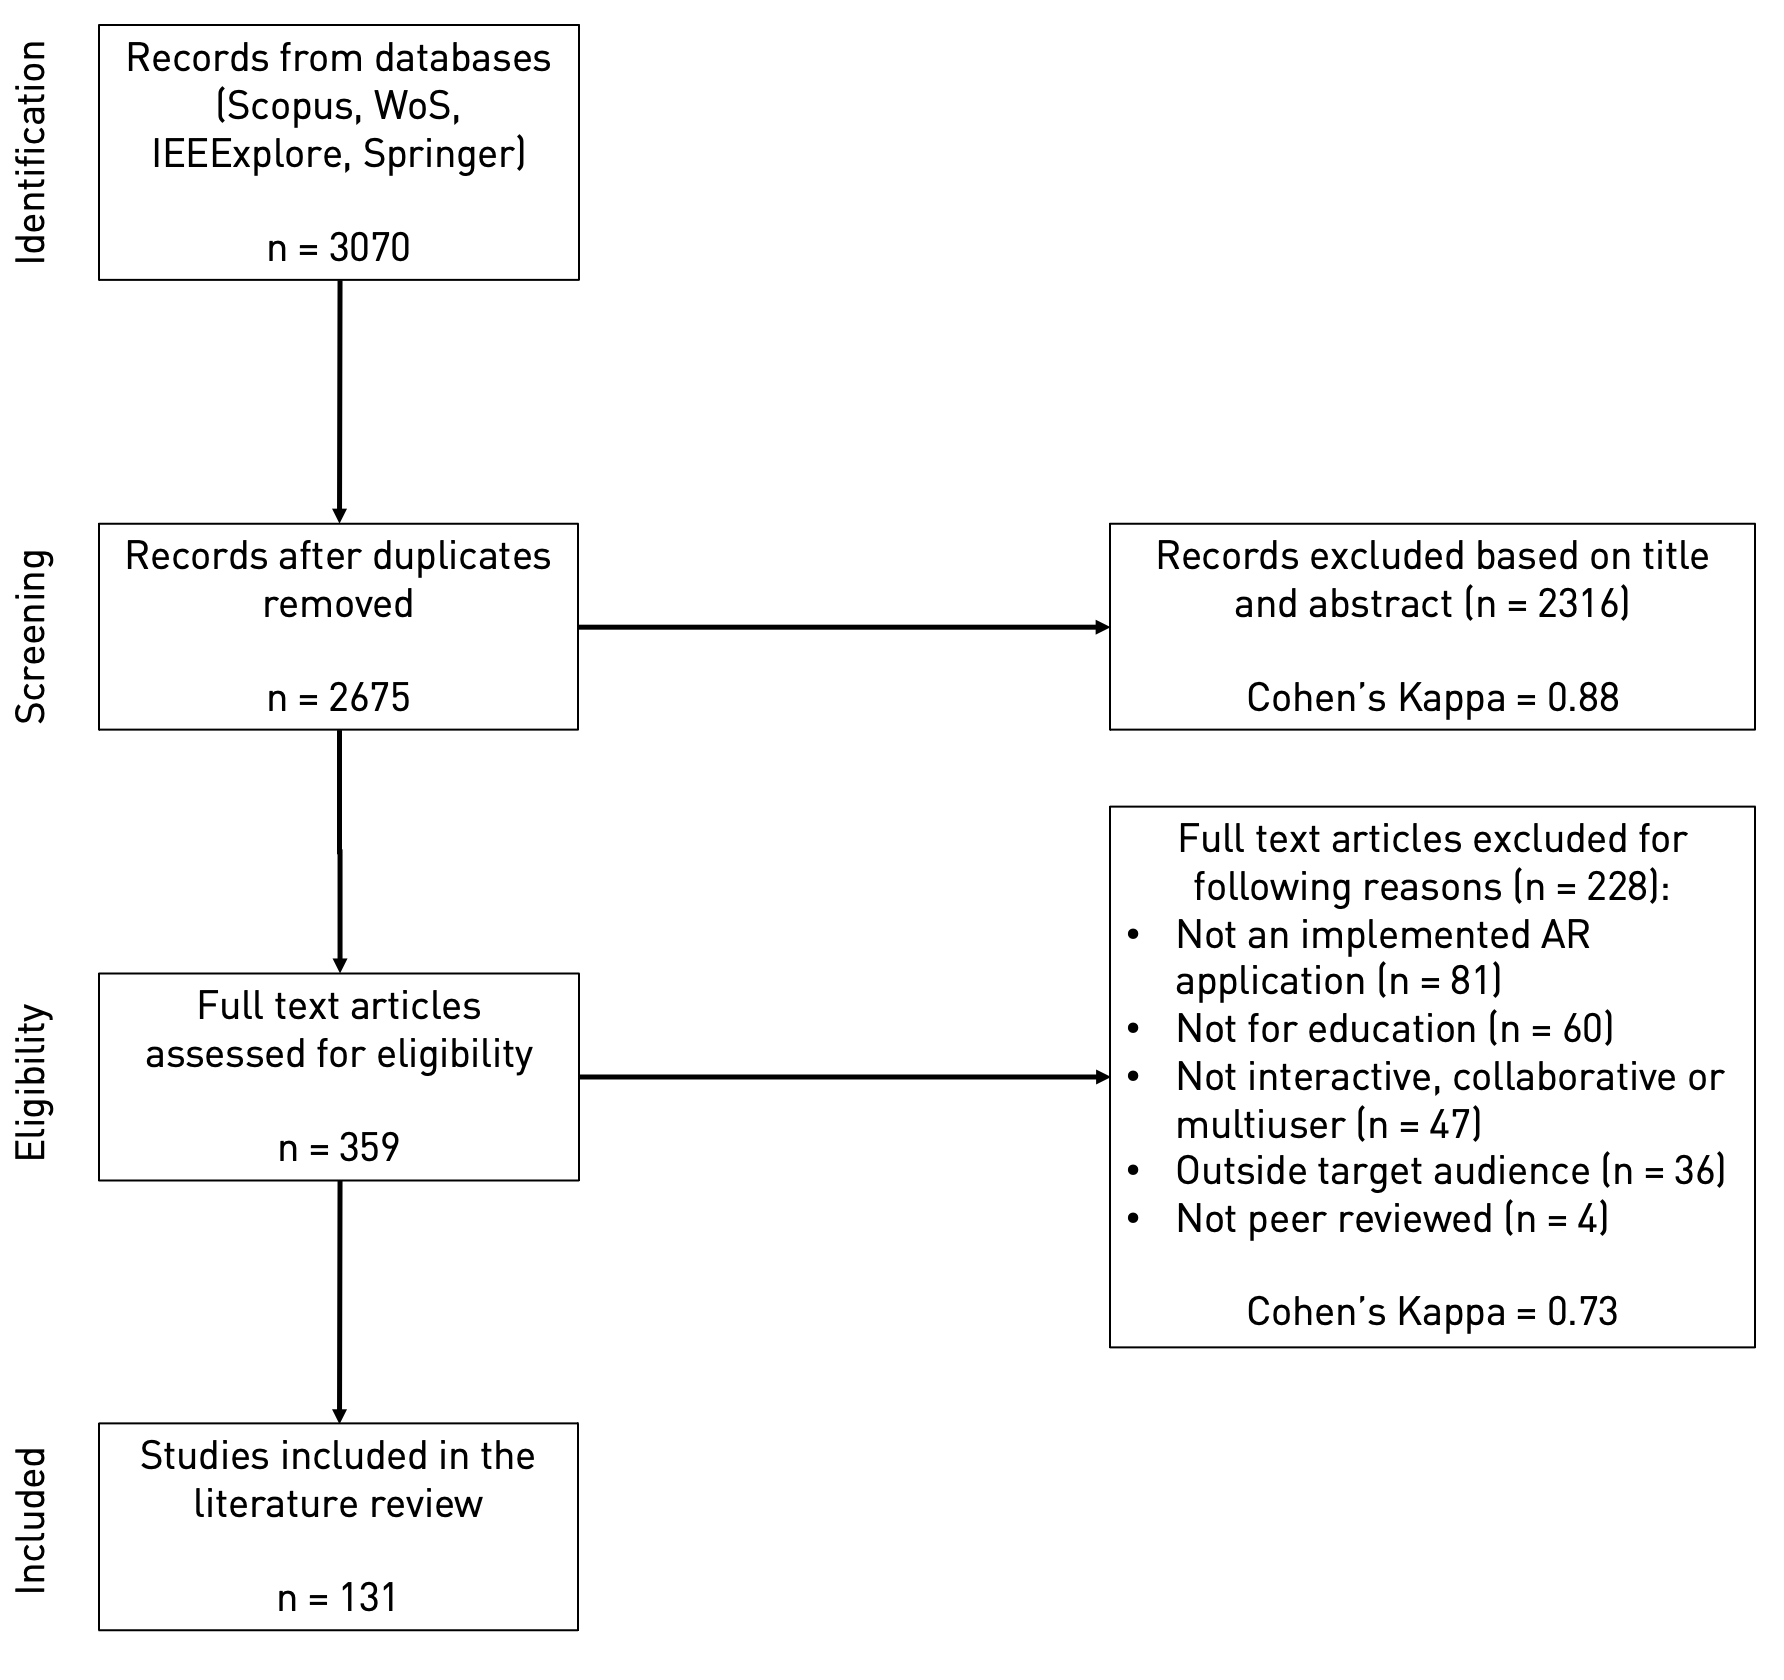 Identification
Records from databases
(Scopus, WoS,
IEEExplore, Springer)
n = 3070
Screening
Records after duplicates
removed
n = 2675
Records excluded based on title
and abstract (n = 2316)
Cohen's Kappa = 0.88
Eligibility
Full text articles
assessed for eligibility
n = 359
Full text articles excluded for
following reasons (n = 228):
• Not an implemented AR
application (n = 81)
• Not for education (n = 60)
• Not interactive, collaborative or
multiuser (n = 47)
• Outside target audience (n = 36)
• Not peer reviewed (n = 4)
Cohen's Kappa = 0.73
Included
Studies included in the
literature review
n = 131